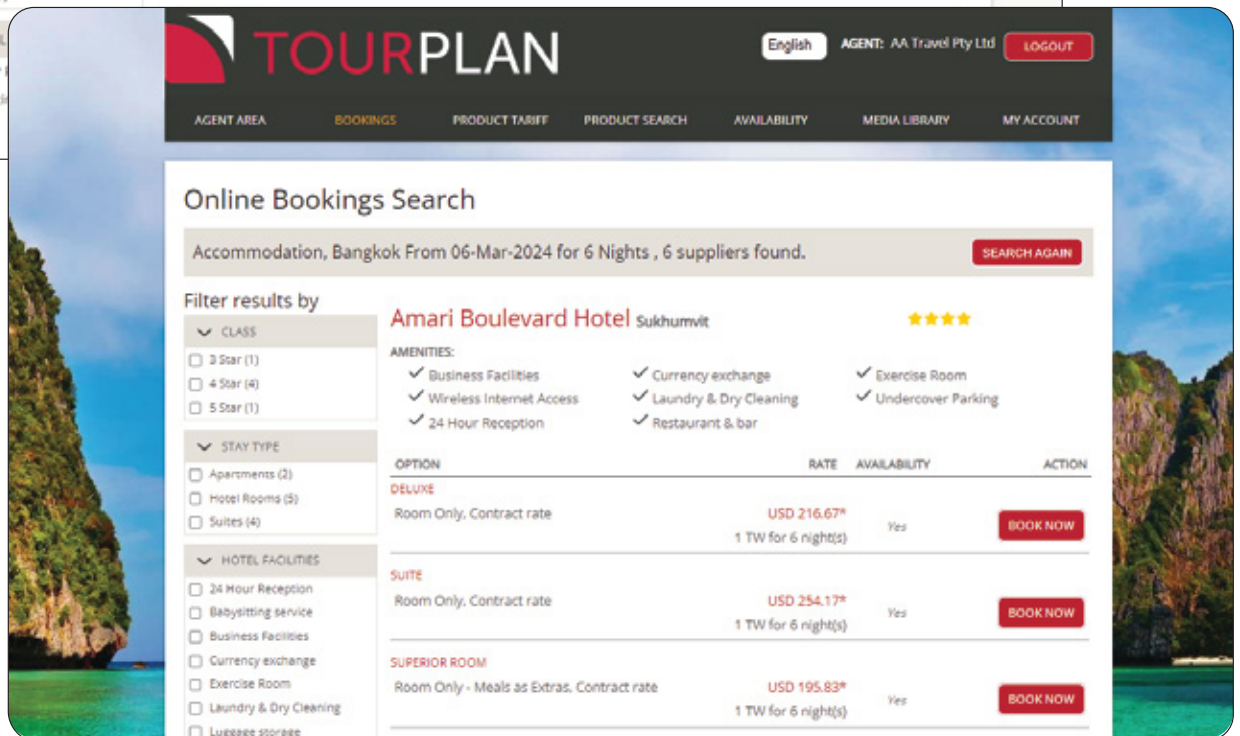 TOURPLAN
English
AGENT: AA Travel Pty Ltd
LOGOUT
AGENT AREA
BOOKINGS
PRODUCT TARIFF
PRODUCT SEARCH
AVAILABILITY
MEDIA LIBRARY
MY ACCOUNT
Online Bookings Search
Accommodation, Bangkok From 06-Mar-2024 for 6 Nights , 6 suppliers found.
SEARCH AGAIN
Filter results by
CLASS
3 Star (1)
4 Star (4)
5 Star (1)
STAY TYPE
Apartments (2)
Hotel Rooms (5)
Suites (4)
HOTEL FACILITIES
24 Hour Reception
Babysitting service
Business Facilities
Currency exchange
Exercise Room
Laundry & Dry Cleaning
Luggage storage
Amari Boulevard Hotel Sukhumvit
AMENITIES:
Business Facilities
Currency exchange
Exercise Room
Wireless Internet Access
Laundry & Dry Cleaning
Undercover Parking
24 Hour Reception
Restaurant & bar
OPTION RATE AVAILABILITY ACTION
DELUXE
Room Only, Contract rate USD 216.67* Yes BOOK NOW
1 TW for 6 night(s)
SUITE
Room Only, Contract rate USD 254.17* Yes BOOK NOW
1 TW for 6 night(s)
SUPERIOR ROOM
Room Only - Meals as Extras, Contract rate USD 195.83* Yes BOOK NOW
1 TW for 6 night(s)